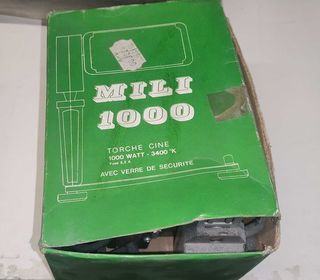 MILI
1000
TORCHE CINE
1000 WATT - 3400 °K
AVEC VERRE DE SECURITE